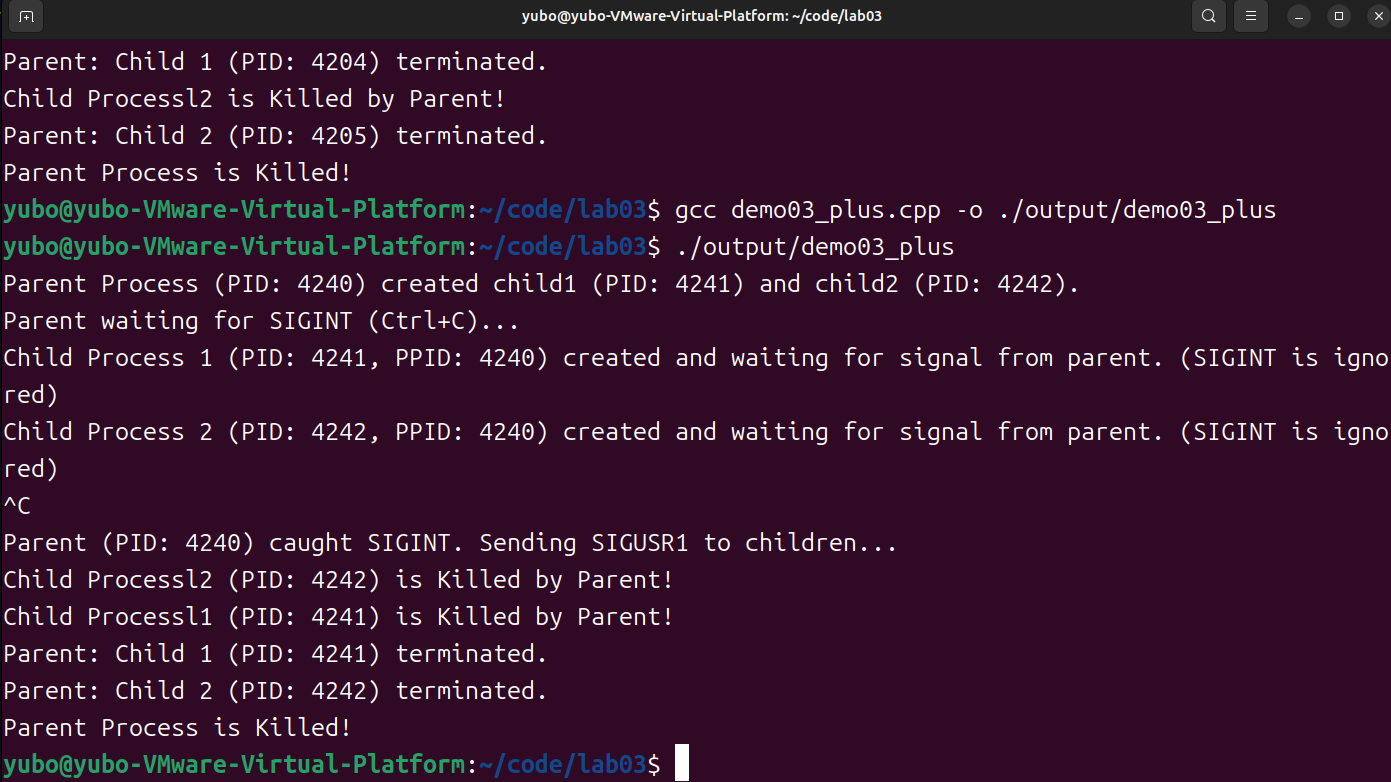 yubo@yubo-VMware-Virtual-Platform: ~/code/lab03
Parent: Child 1 (PID: 4204) terminated.
Child Processl2 is Killed by Parent!
Parent: Child 2 (PID: 4205) terminated.
Parent Process is Killed!
yubo@yubo-VMware-Virtual-Platform:~/code/lab03$ gcc demo03_plus.cpp -o ./output/demo03_plus
yubo@yubo-VMware-Virtual-Platform:~/code/lab03$ ./output/demo03_plus
Parent Process (PID: 4240) created child1 (PID: 4241) and child2 (PID: 4242).
Parent waiting for SIGINT (Ctrl+C)...
Child Process 1 (PID: 4241, PPID: 4240) created and waiting for signal from parent. (SIGINT is igno
red)
Child Process 2 (PID: 4242, PPID: 4240) created and waiting for signal from parent. (SIGINT is igno
red)
^C
Parent (PID: 4240) caught SIGINT. Sending SIGUSR1 to children...
Child Processl2 (PID: 4242) is Killed by Parent!
Child Processl1 (PID: 4241) is Killed by Parent!
Parent: Child 1 (PID: 4241) terminated.
Parent: Child 2 (PID: 4242) terminated.
Parent Process is Killed!
yubo@yubo-VMware-Virtual-Platform:~/code/lab03$